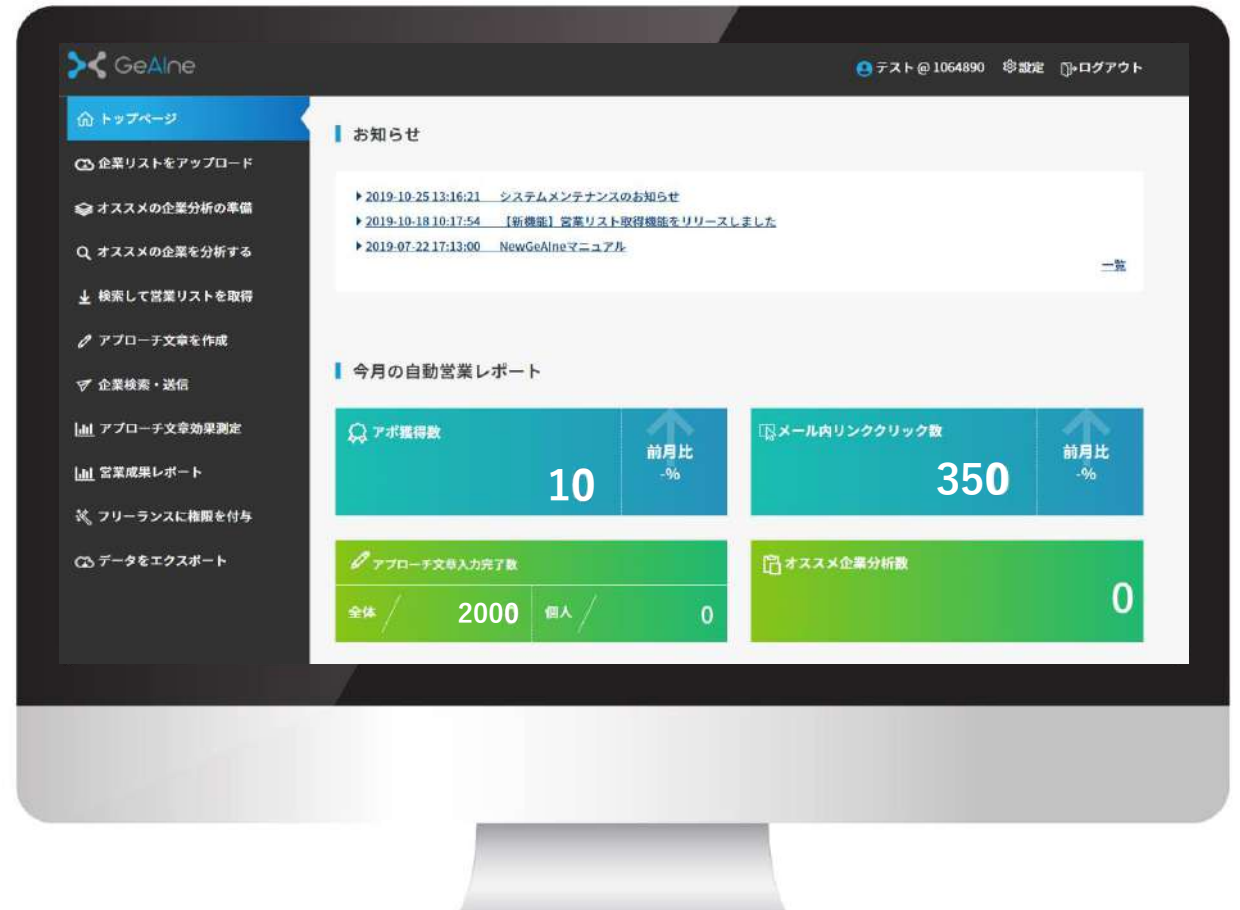 GeAIne
テスト@1064890 設定 ログアウト
トップページ
企業リストをアップロード
オススメの企業分析の準備
オススメの企業を分析する
検索して営業リストを取得
アプローチ文章を作成
企業検索・送信
アプローチ文章効果測定
営業成果レポート
フリーランスに権限を付与
データをエクスポート
お知らせ
2019-10-25 13:16:21 システムメンテナンスのお知らせ
2019-10-18 10:17:54 【新機能】営業リスト取得機能をリリースしました
2019-07-22 17:13:00 NewGeAIneマニュアル
一覧
今月の自動営業レポート
アポ獲得数
10
前月比
-%
メール内リンククリック数
350
前月比
-%
アプローチ文章入力完了数
全体 2000 個人 0
オススメ企業分析数
0